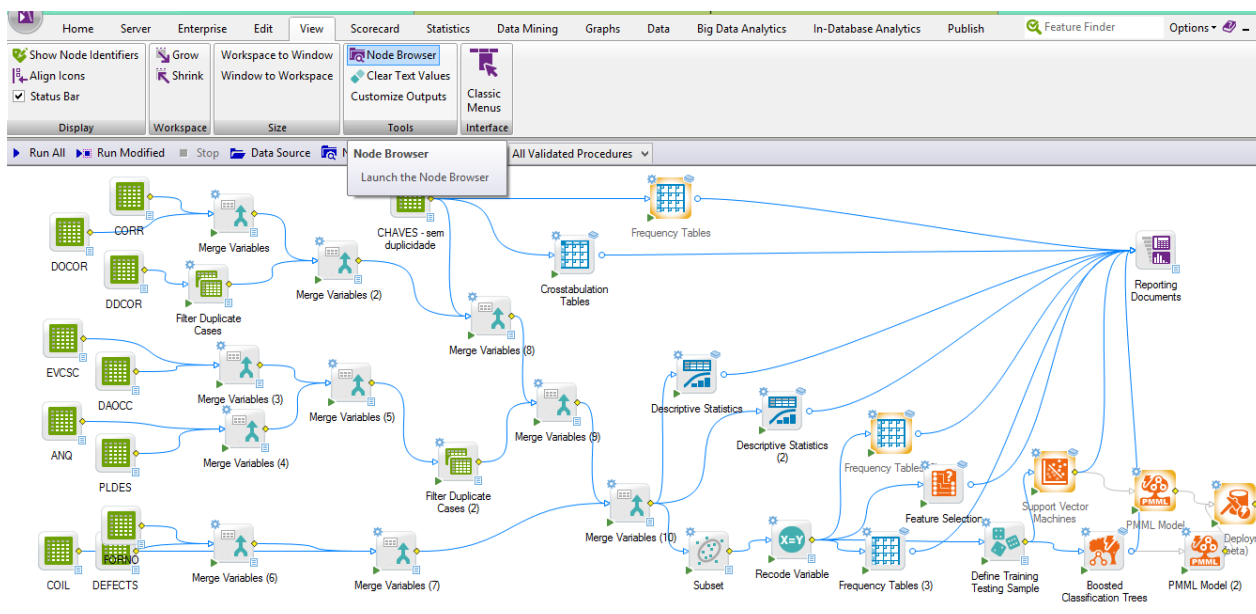 Home Server Enterprise Edit View Scorecard Statistics Data Mining Graphs Data Big Data Analytics In-Database Analytics Publish Feature Finder Options
Show Node Identifiers Grow Workspace to Window Node Browser
Align Icons Shrink Window to Workspace Clear Text Values
Status Bar Customize Outputs Classic
Menus
Display Workspace Size Tools Interface
Run All Run Modified Stop Data Source N All Validated Procedures
Node Browser
Launch the Node Browser
CORR
DOCOR
DDCOR
Merge Variables
Filter Duplicate
Cases
Merge Variables (2)
CHAVES - sem
duplicidade
Frequency Tables
Crosstabulation
Tables
Reporting
Documents
Merge Variables (8)
EVCSC
DAOCC
Merge Variables (3)
Merge Variables (5)
ANQ
PLDES
Merge Variables (4)
Filter Duplicate
Cases (2)
Merge Variables (9)
Descriptive Statistics
Descriptive Statistics
(2)
Frequency Tables
Feature Selection
Support Vector
Machines
PMML
PMML Model
Deploy
beta)
COIL
FORNO
DEFECTS
Merge Variables (6)
Merge Variables (7)
Merge Variables (10)
Subset
X=Y
Recode Variable
Frequency Tables (3)
Define Training
Testing Sample
Boosted
Classification Trees
PMML
PMML Model (2)